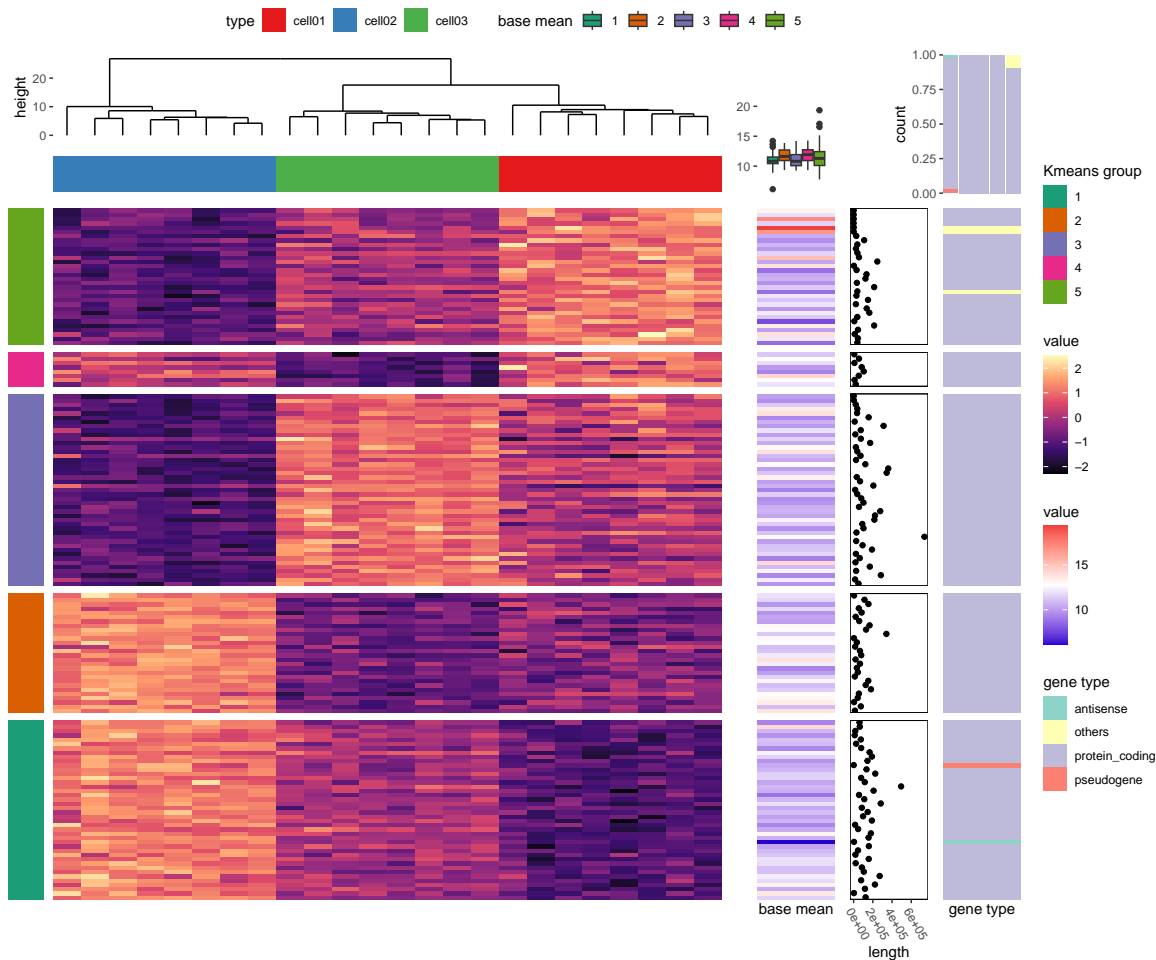 type cell01 cell02 cell03 base mean 1 2 3 4 5
height
20
10
0
20
15
10
count
1.00
0.75
0.50
0.25
0.00
Kmeans group
1
2
3
4
5
value
2
1
0
−1
−2
value
15
10
gene type
antisense
others
protein_coding
pseudogene
base mean
0e+00
2e+05
4e+05
6e+05
length
gene type